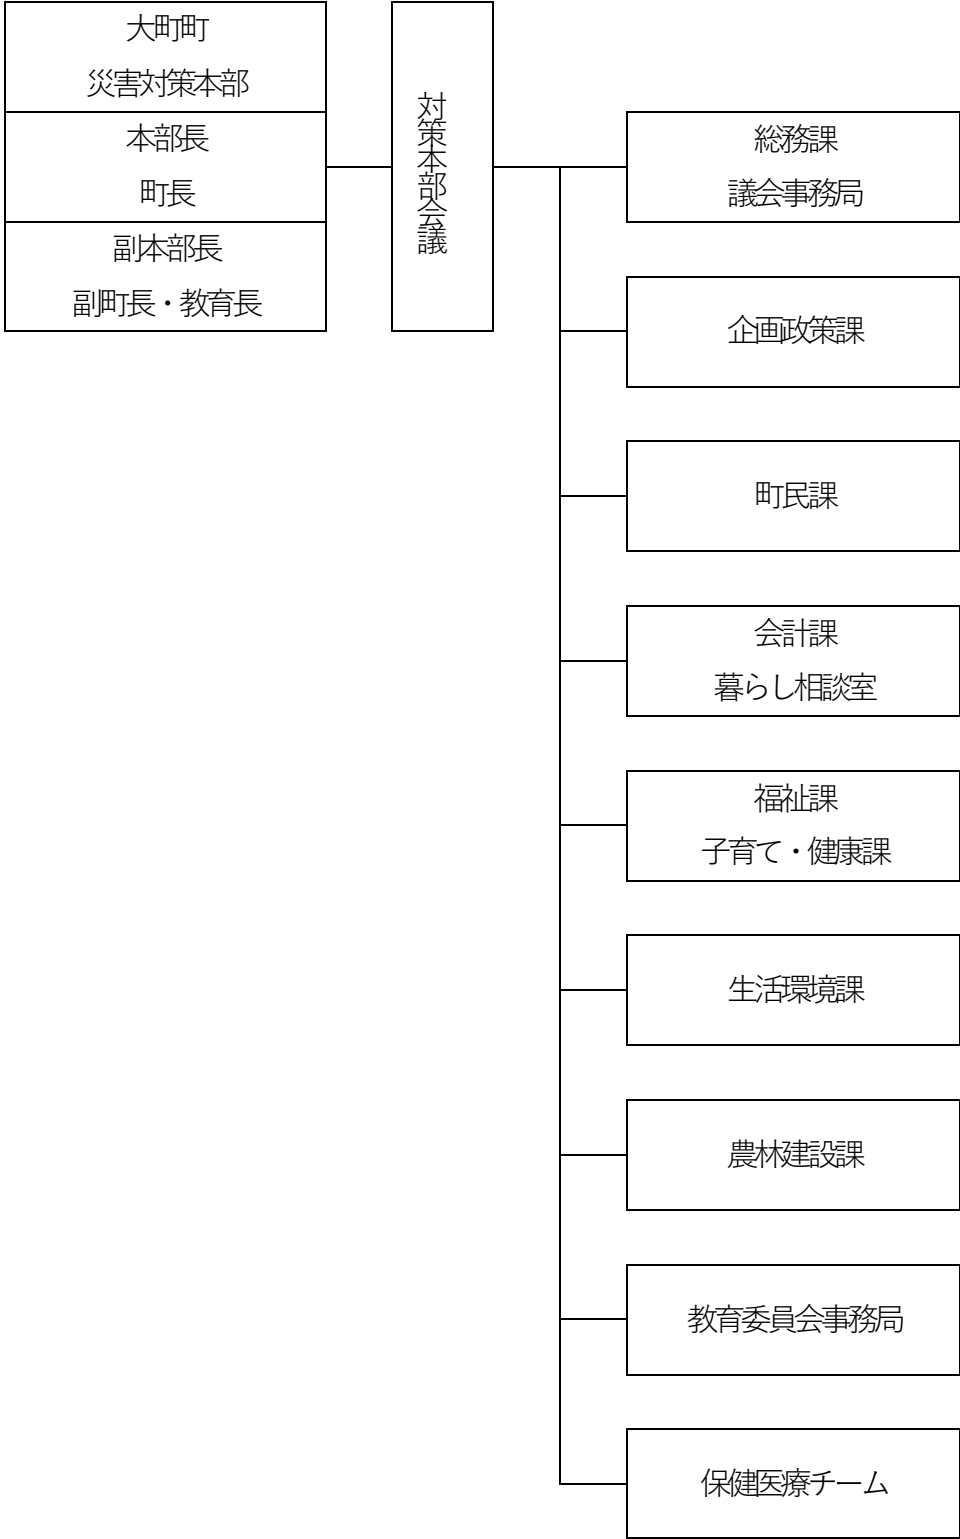 大町町
災害対策本部
本部長
町長
副本部長
副町長・教育長
対策本部会議
総務課
議会事務局
企画政策課
町民課
会計課
暮らし相談室
福祉課
子育て・健康課
生活環境課
農林建設課
教育委員会事務局
保健医療チーム